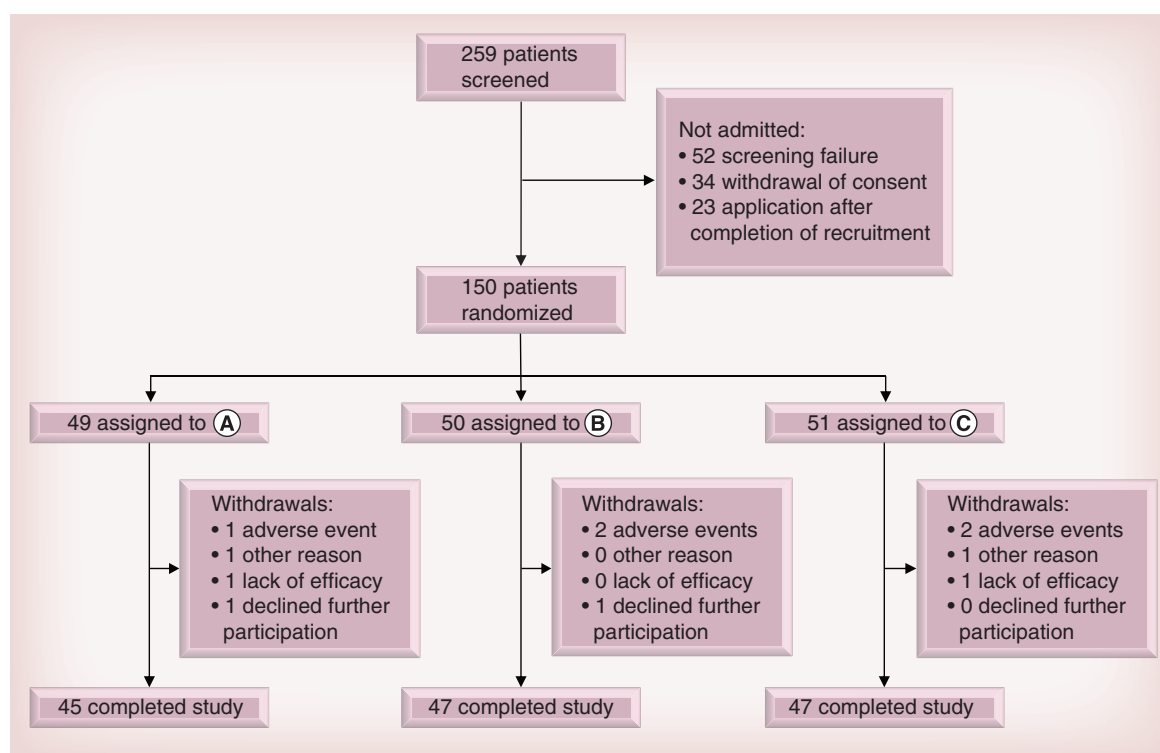 259 patients
screened
Not admitted:
• 52 screening failure
• 34 withdrawal of consent
• 23 application after
completion of recruitment
150 patients
randomized
49 assigned to A
50 assigned to B
51 assigned to C
Withdrawals:
• 1 adverse event
• 1 other reason
• 1 lack of efficacy
• 1 declined further
participation
Withdrawals:
• 2 adverse events
• 0 other reason
• 0 lack of efficacy
• 1 declined further
participation
Withdrawals:
• 2 adverse events
• 1 other reason
• 1 lack of efficacy
• 0 declined further
participation
45 completed study
47 completed study
47 completed study